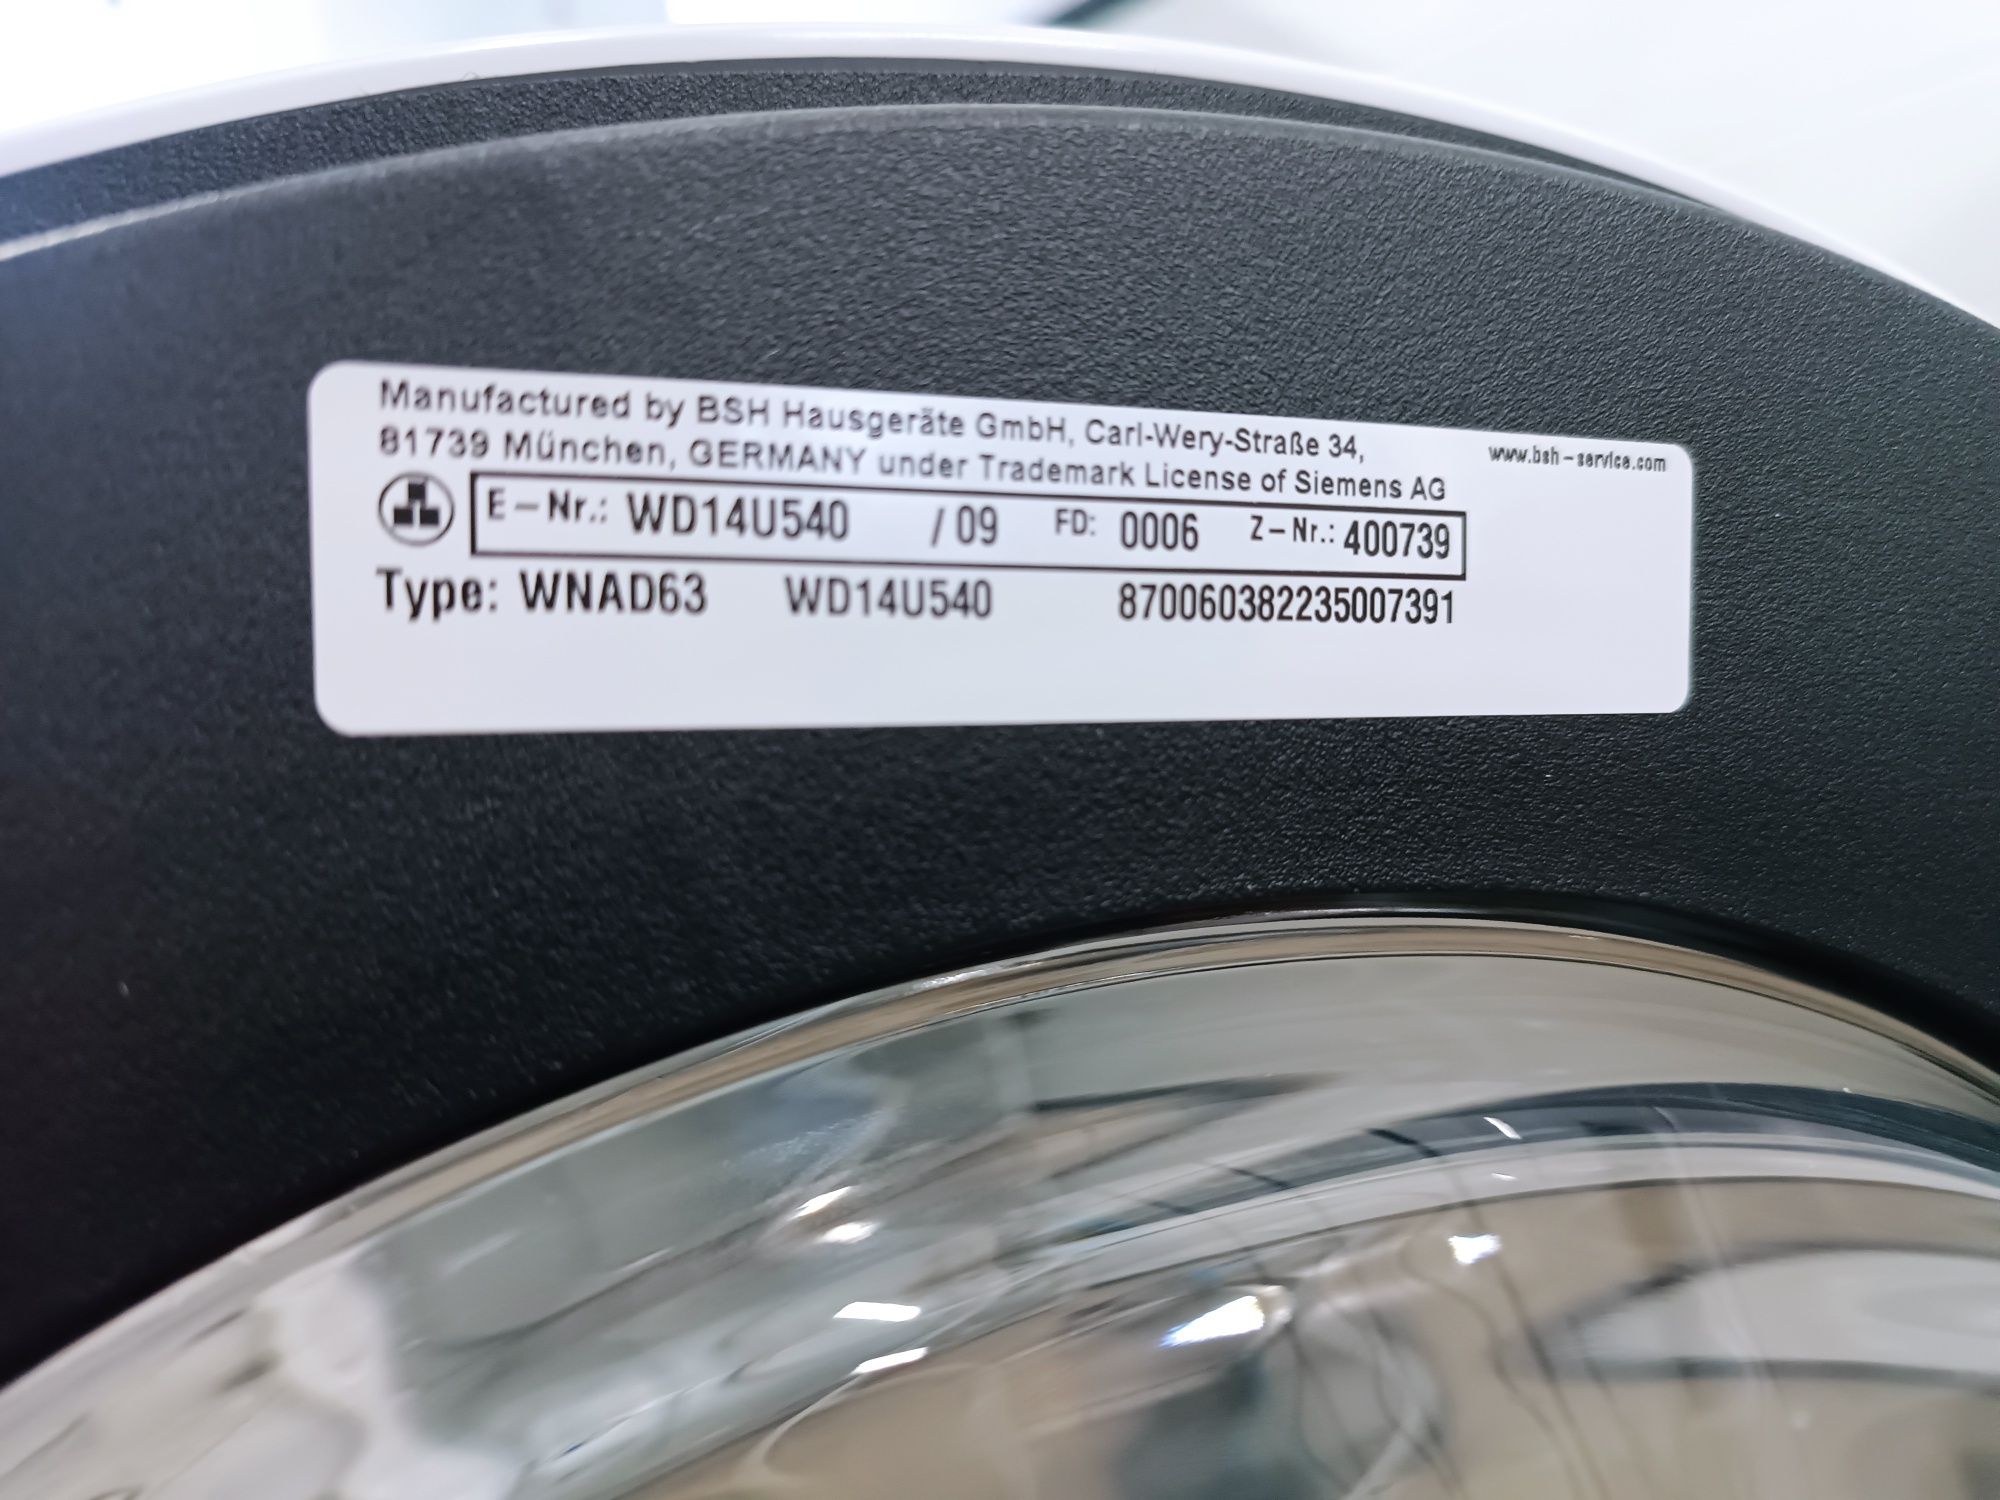 Manufactured by BSH Hausgeräte GmbH, Carl-Wery-Straße 34,
81739 München, GERMANY under Trademark License of Siemens AG
www.bsh-service.com
E-Nr.: WD14U540 /09 FD: 0006 Z-Nr.: 400739
Type: WNAD63 WD14U540 870060382235007391